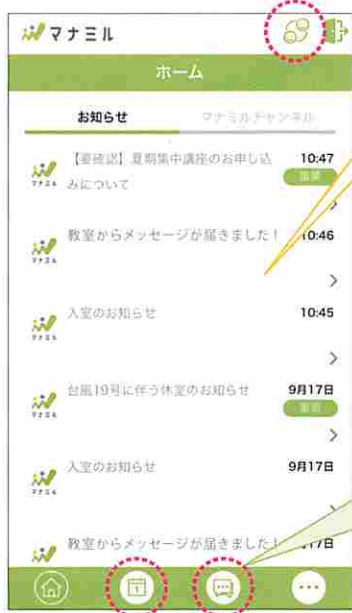 マナミル
ホーム
お知らせ
マナミルチャンネル
【要確認】夏期集中講座のお申し込
みについて
10:47
重要
マナミル
教室からメッセージが届きました！
10:46
マナミル
入室のお知らせ
10:45
マナミル
台風19号に伴う休室のお知らせ
9月17日
重要
マナミル
入室のお知らせ
9月17日
マナミル
教室からメッセージが届きました
17日
1